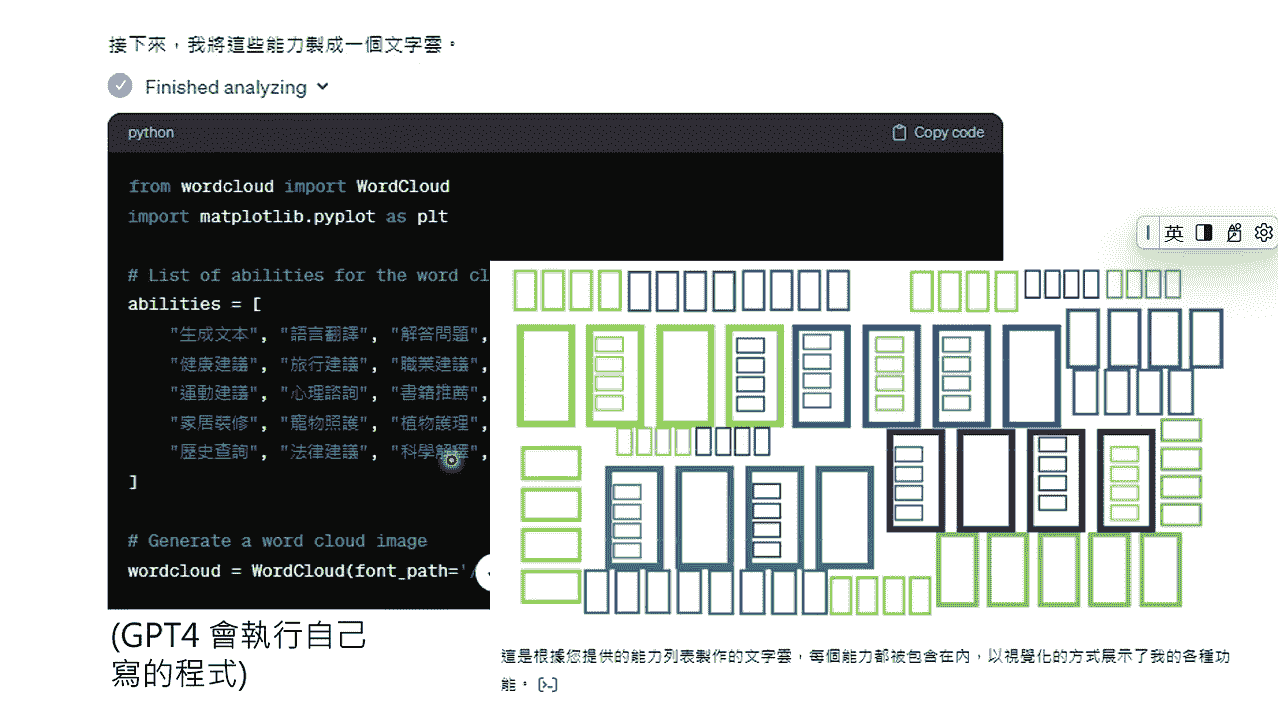 接下來，我將這些能力製成一個文字雲。
Finished analyzing
python
Copy code
from wordcloud import WordCloud
import matplotlib.pyplot as plt
# List of abilities for the word cl
abilities = [
"生成文本", "語言翻譯", "解答問題",
"健康建議", "旅行建議", "職業建議",
"運動建議", "心理諮詢", "書籍推薦",
"家居裝修", "寵物照護", "植物護理",
"歷史查詢", "法律建議", "科學解釋",
]
# Generate a word cloud image
wordcloud = WordCloud(font_path='/
(GPT4 會執行自己
寫的程式)
英
這是根據您提供的能力列表製作的文字雲，每個能力都被包含在內，以視覺化的方式展示了我的各種功
能。 [>_]